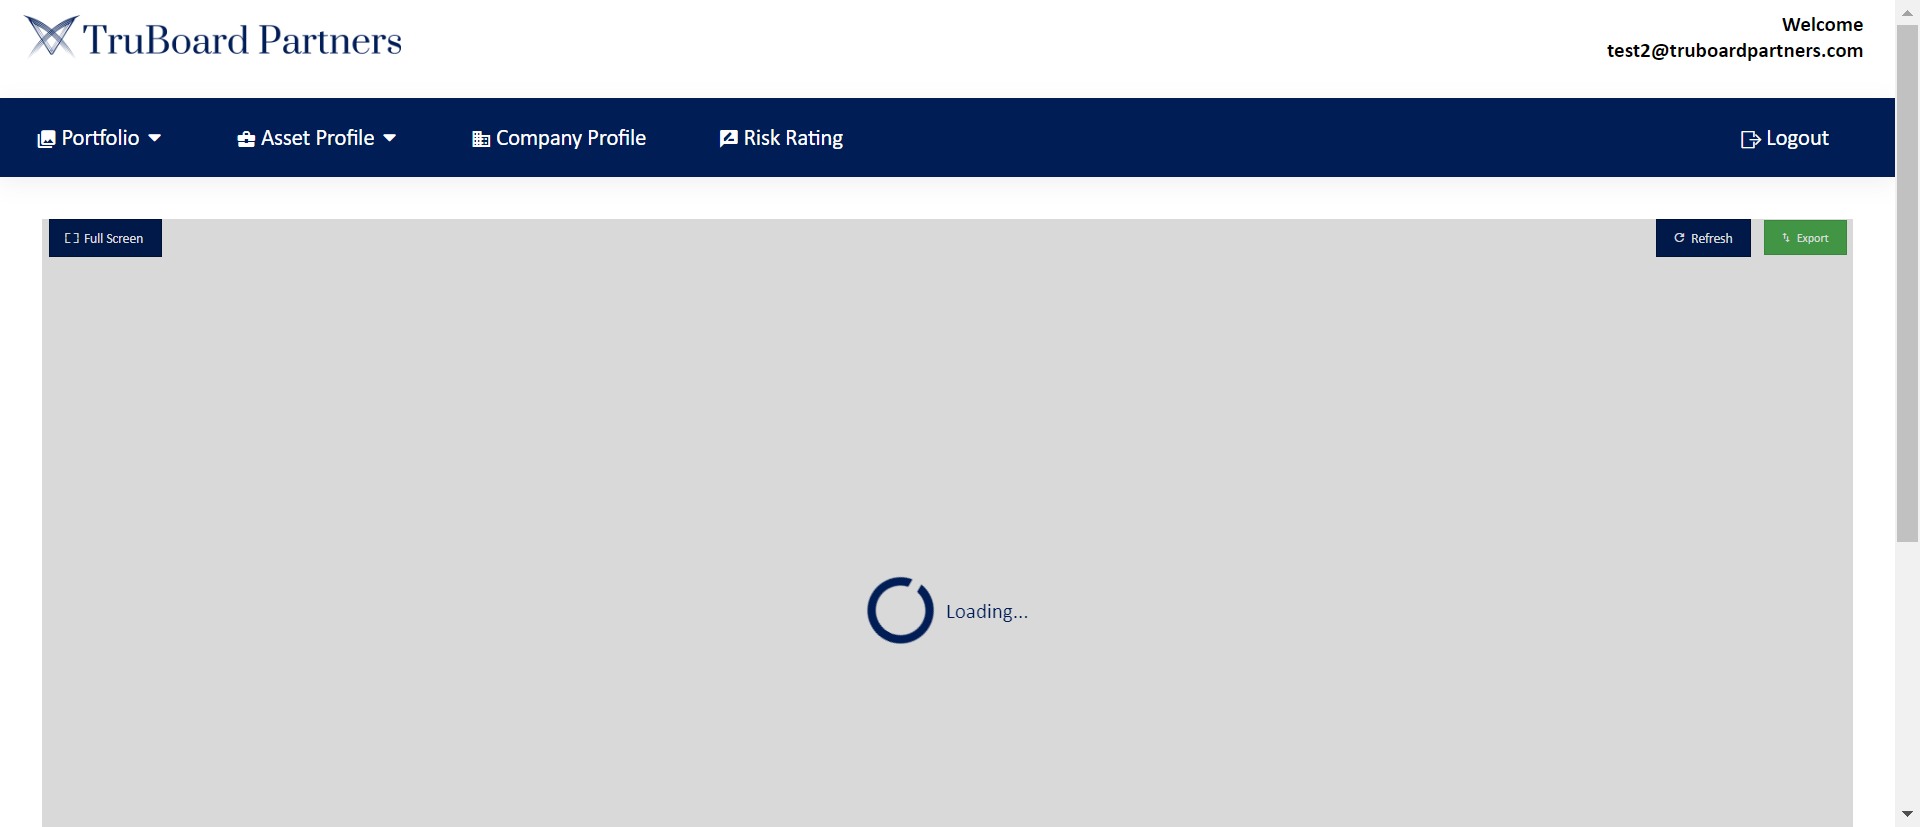 TruBoard Partners
Welcome
test2@truboardpartners.com
Portfolio
Asset Profile
Company Profile
Risk Rating
Logout
Full Screen
Refresh
Export
Loading...